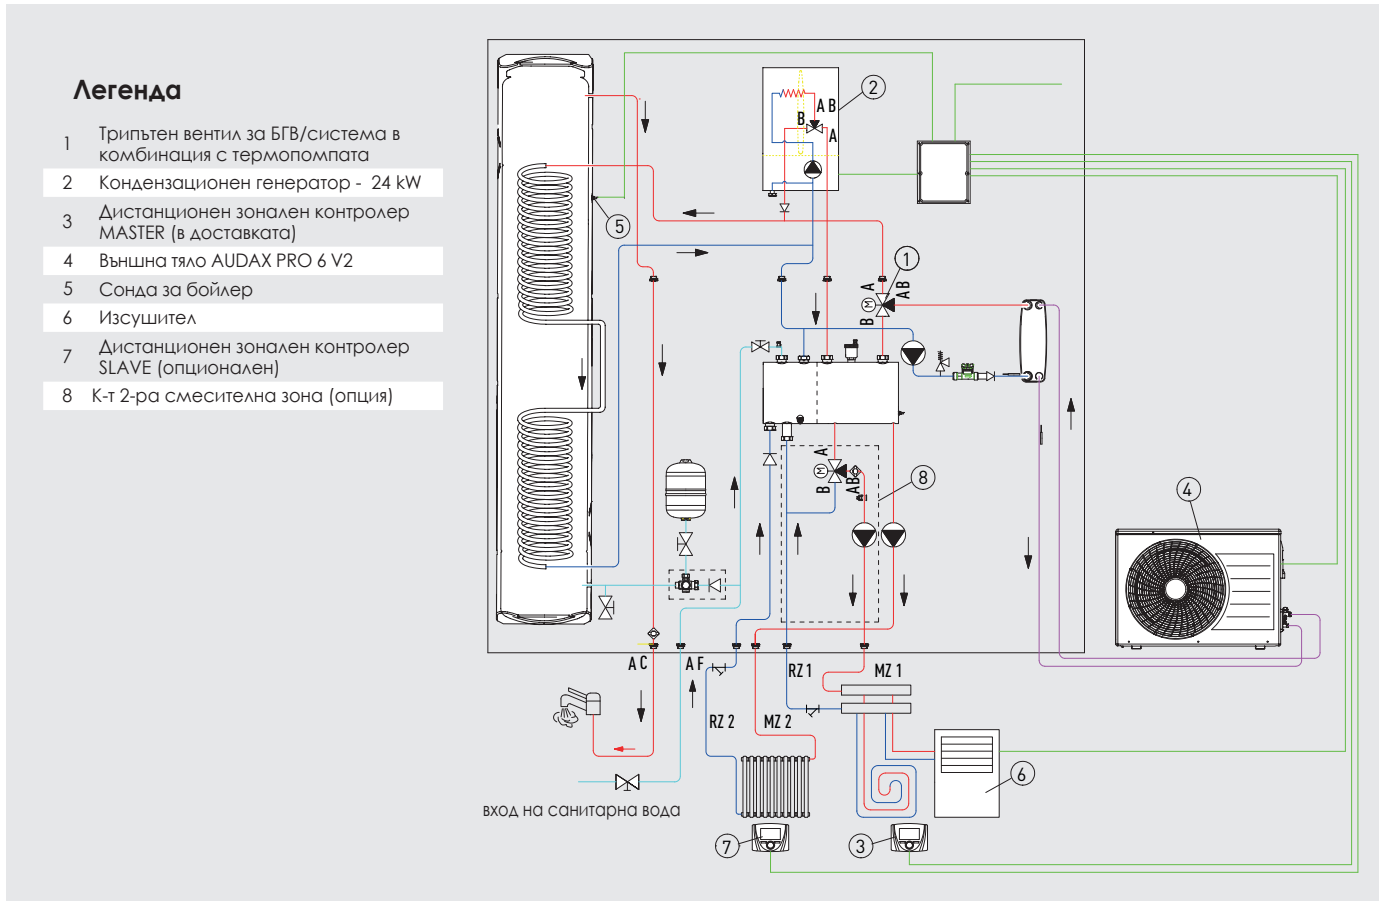 Легенда
1 Трипътен вентил за БГВ/система в
комбинация с термопомпата
2 Кондензационен генератор - 24 kW
3 Дистанционен зонален контролер
MASTER (в доставката)
4 Външна тяло AUDAX PRO 6 V2
5 Сонда за бойлер
6 Изсушител
7 Дистанционен зонален контролер
SLAVE (опционален)
8 К-т 2-ра смесителна зона (опция)
2
A B
B
A
5
1
A
A B
M
B
A
M
B
AB
8
4
A C
A F
RZ 1
MZ 1
RZ 2
MZ 2
6
вход на санитарна вода
7
3